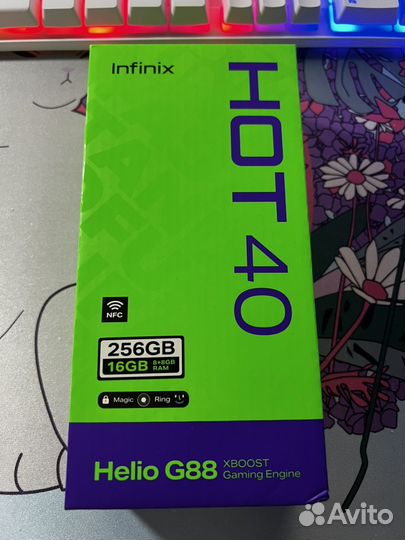 Infinix
HOT 40
NFC
256GB
16GB 8+8GB RAM
Magic Ring
Helio G88 XBOOST
Gaming Engine
Avito